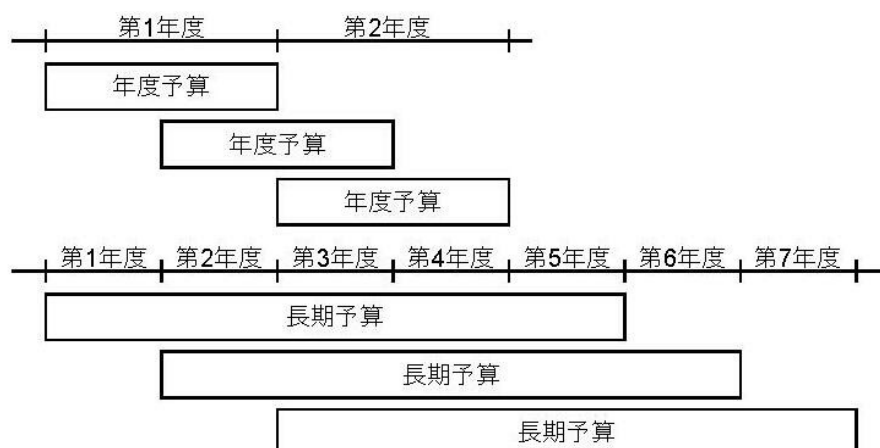 第1年度 第2年度
年度予算
年度予算
年度予算
第1年度 第2年度 第3年度 第4年度 第5年度 第6年度 第7年度
長期予算
長期予算
長期予算